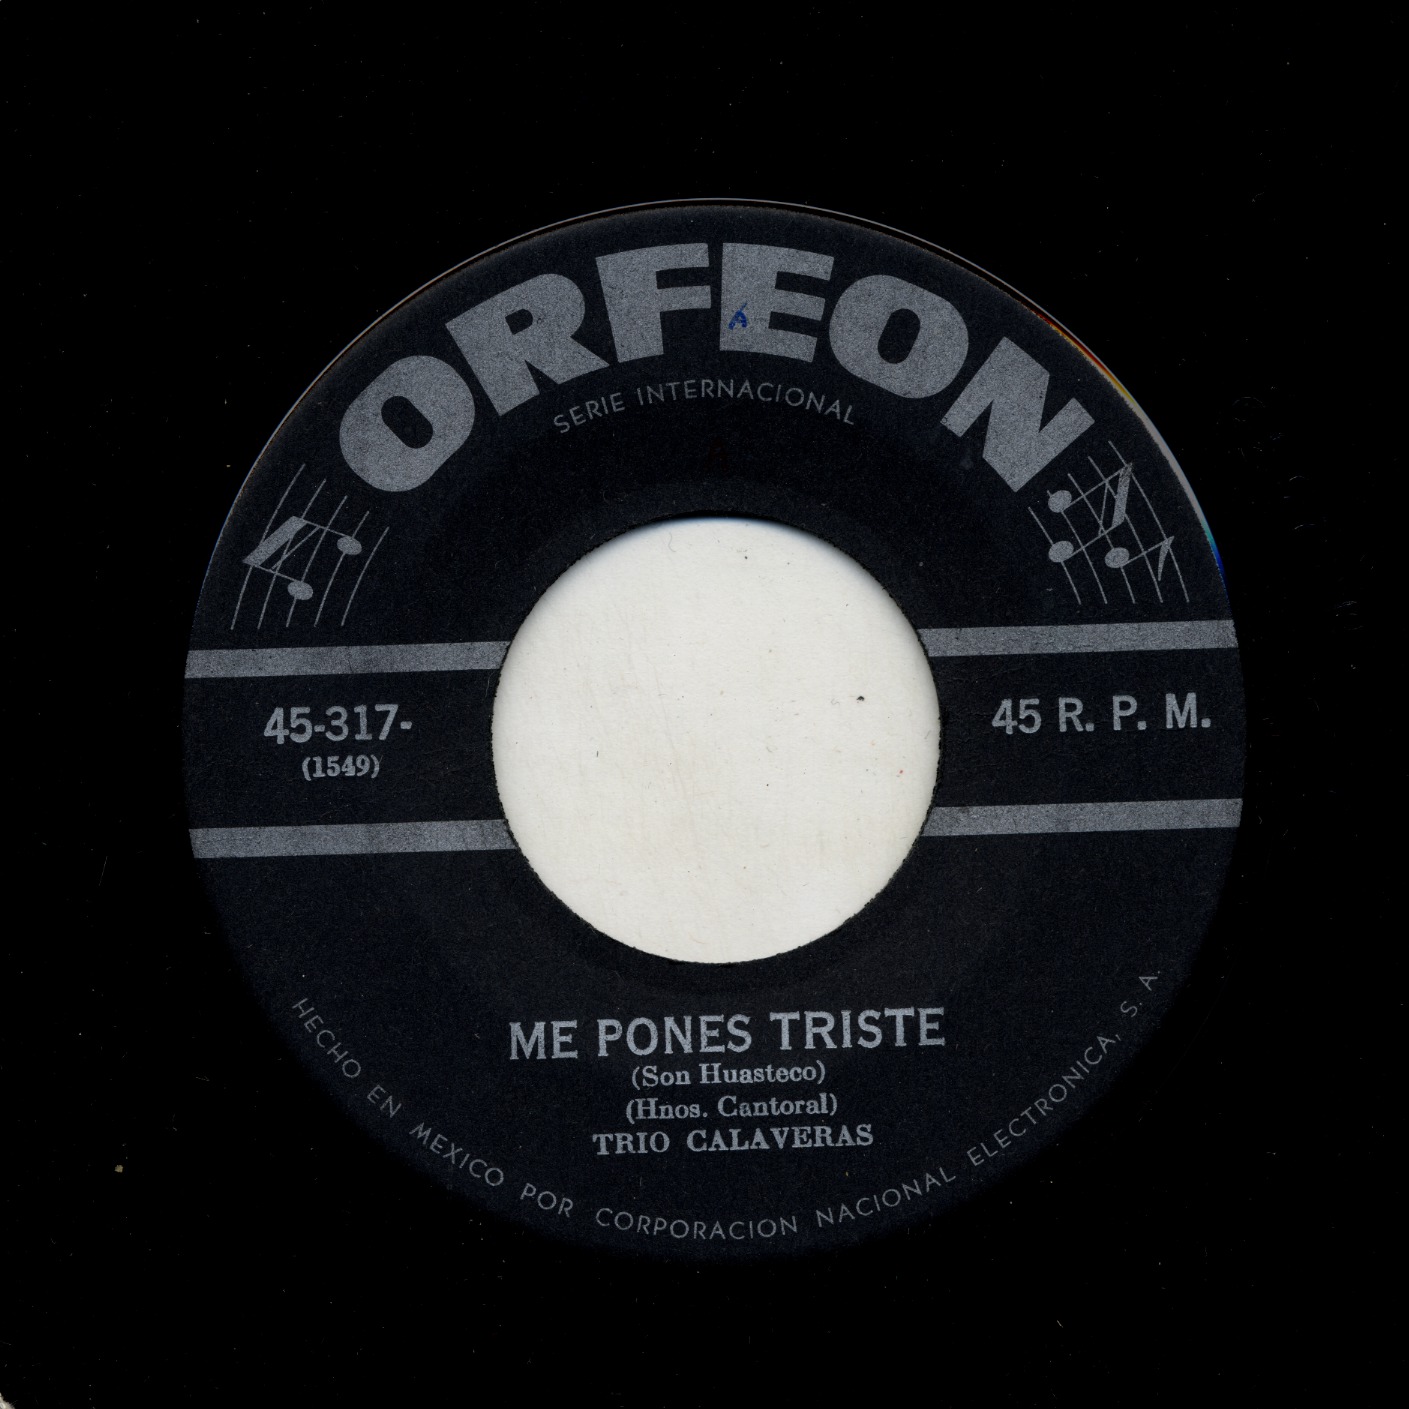 ORFEON
A
SERIE INTERNACIONAL
45-317-
(1549)
45 R. P. M.
ME PONES TRISTE
(Son Huasteco)
(Hnos. Cantoral)
TRIO CALAVERAS
HECHO EN MEXICO POR CORPORACION NACIONAL ELECTRONICA, S. A.